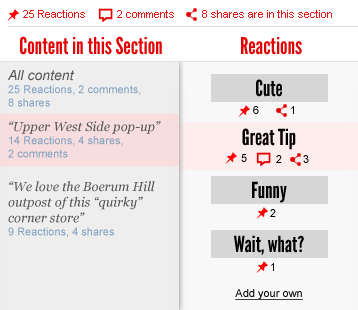 25 Reactions 2 comments 8 shares are in this section
Content in this Section
All content
25 Reactions, 2 comments,
8 shares
“Upper West Side pop-up”
14 Reactions, 4 shares,
2 comments
“We love the Boerum Hill
outpost of this “quirky”
corner store”
9 Reactions, 4 shares
Reactions
Cute
6 1
Great Tip
5 2 3
Funny
2
Wait, what?
1
Add your own